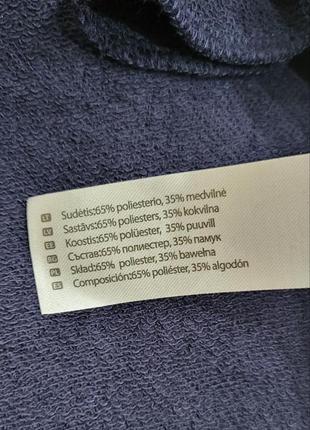 LT Sudėtis:65% poliesterio, 35% medvilnė
LV Sastāvs:65% poliesters, 35% kokvilna
EE Koostis:65% polüester, 35% puuvill
BG Състав:65% полиестер, 35% памук
PL Skład:65% poliester, 35% bawełna
ES Composición:65% poliéster, 35% algodón